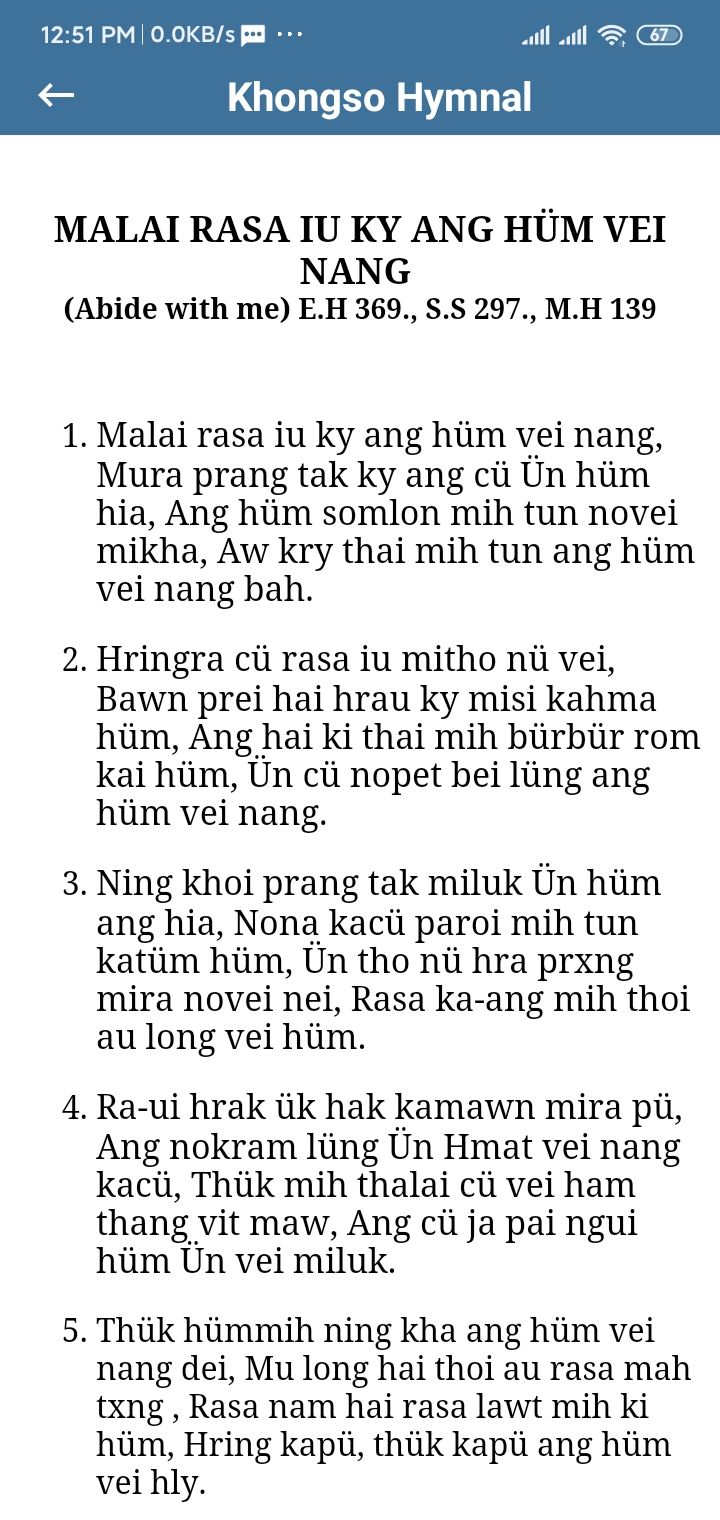 12:51 PM | 0.0KB/s ...
67
Khongso Hymnal
MALAI RASA IU KY ANG HÜM VEI
NANG
(Abide with me) E.H 369., S.S 297., M.H 139
1. Malai rasa iu ky ang hüm vei nang,
Mura prang tak ky ang cü Ün hüm
hia, Ang hüm somlon mih tun novei
mikha, Aw kry thai mih tun ang hüm
vei nang bah.
2. Hringra cü rasa iu mitho nü vei,
Bawn prei hai hrau ky misi kahma
hüm, Ang hai ki thai mih bürbür rom
kai hüm, Ün cü nopet bei lüng ang
hüm vei nang.
3. Ning khoi prang tak miluk Ün hüm
ang hia, Nona kacü paroi mih tun
katüm hüm, Ün tho nü hra prxng
mira novei nei, Rasa ka-ang mih thoi
au long vei hüm.
4. Ra-ui hrak ük hak kamawn mira pü,
Ang nokram lüng Ün Hmat vei nang
kacü, Thük mih thalai cü vei ham
thang vit maw, Ang cü ja pai ngui
hüm Ün vei miluk.
5. Thük hümmih ning kha ang hüm vei
nang dei, Mu long hai thoi au rasa mah
txng , Rasa nam hai rasa lawt mih ki
hüm, Hring kapü, thük kapü ang hüm
vei hly.